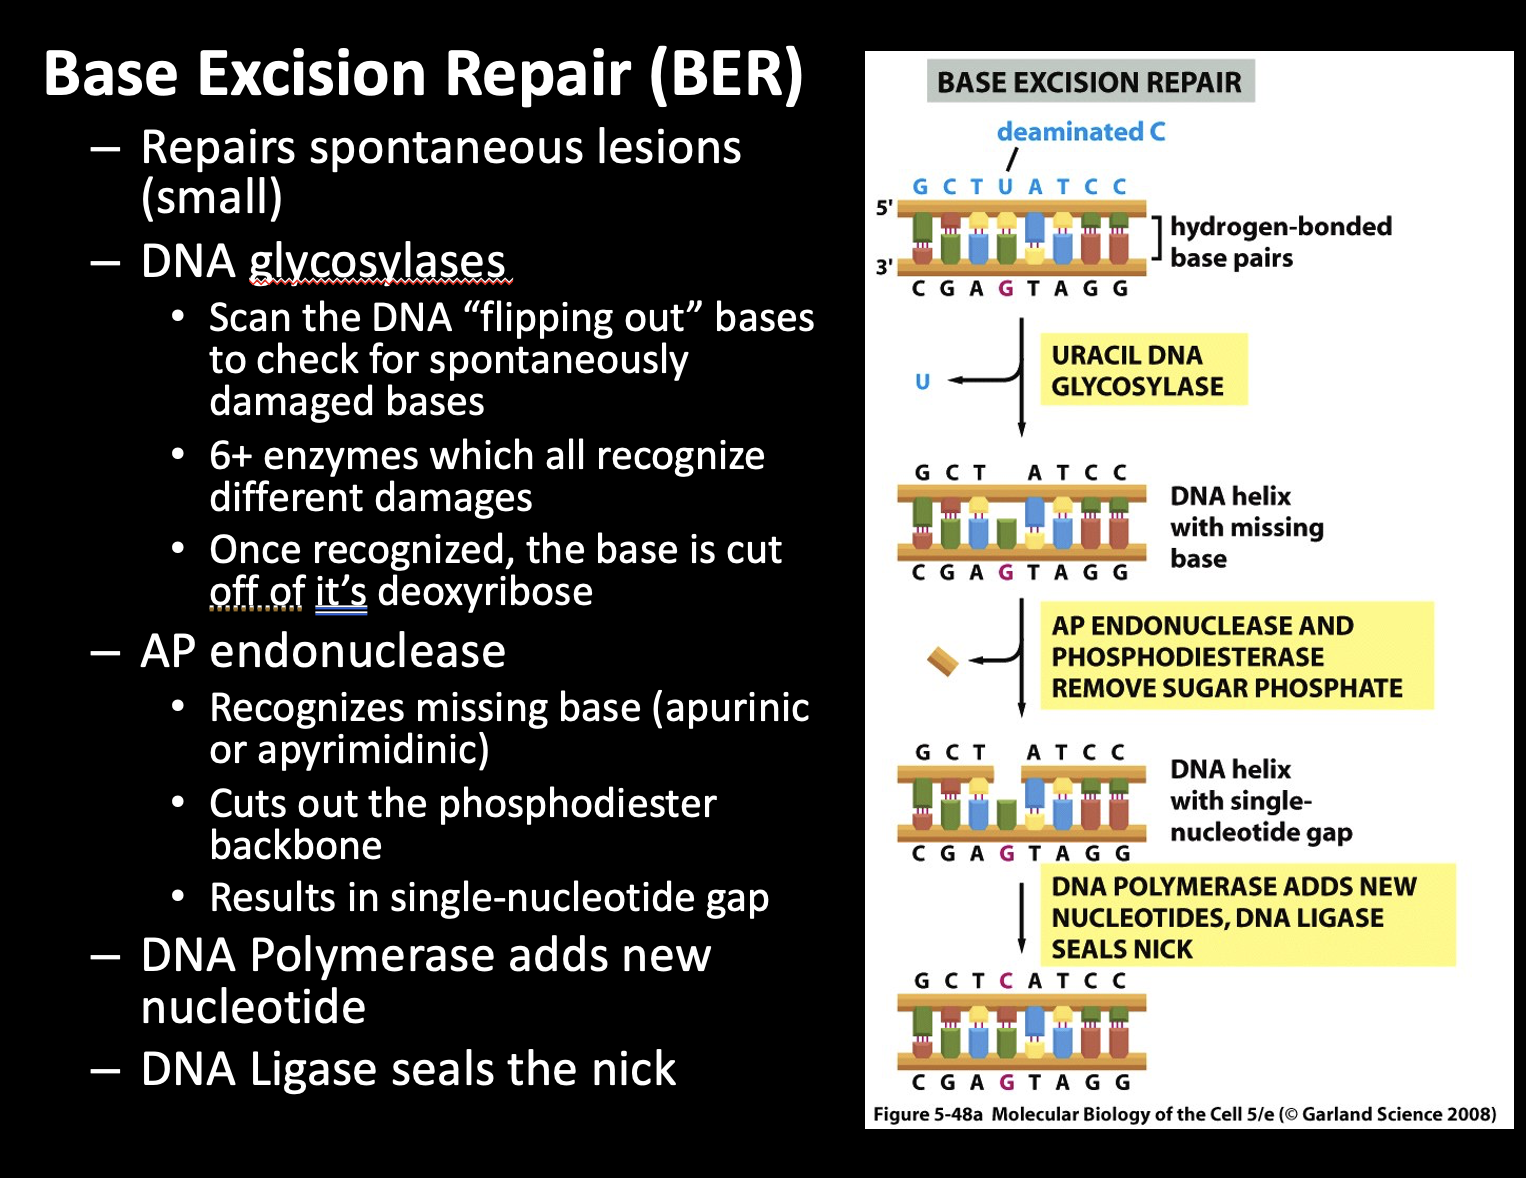 Base Excision Repair (BER)
– Repairs spontaneous lesions
(small)
– DNA glycosylases
• Scan the DNA “flipping out” bases
to check for spontaneously
damaged bases
• 6+ enzymes which all recognize
different damages
• Once recognized, the base is cut
off of it’s deoxyribose
– AP endonuclease
• Recognizes missing base (apurinic
or apyrimidinic)
• Cuts out the phosphodiester
backbone
• Results in single-nucleotide gap
– DNA Polymerase adds new
nucleotide
– DNA Ligase seals the nick
BASE EXCISION REPAIR
deaminated C
G C T U A T C C
5'
hydrogen-bonded
base pairs
3'
C G A G T A G G
URACIL DNA
GLYCOSYLASE
U
G C T A T C C
DNA helix
with missing
base
C G A G T A G G
AP ENDONUCLEASE AND
PHOSPHODIESTERASE
REMOVE SUGAR PHOSPHATE
G C T A T C C
DNA helix
with single-
nucleotide gap
C G A G T A G G
DNA POLYMERASE ADDS NEW
NUCLEOTIDES, DNA LIGASE
SEALS NICK
G C T C A T C C
C G A G T A G G
Figure 5-48a Molecular Biology of the Cell 5/e (© Garland Science 2008)